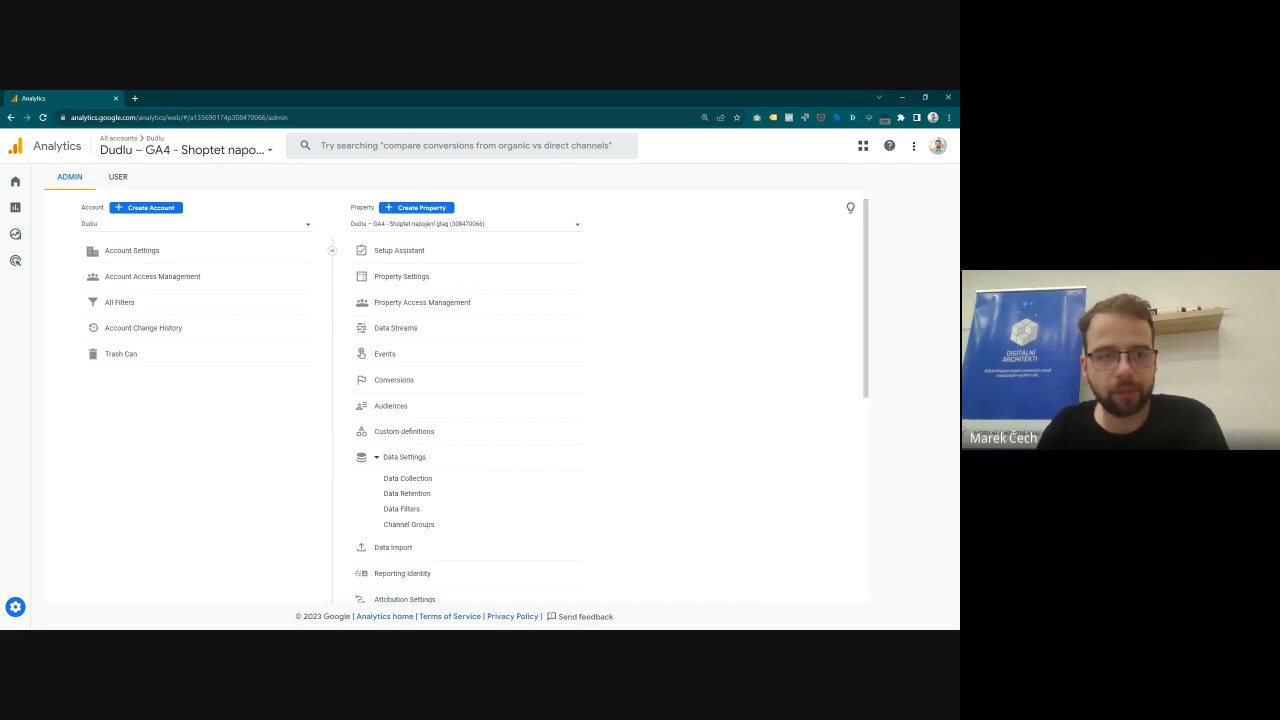 Analytics
analytics.google.com/analytics/web/#/a135690174p308470066/admin
Analytics
All accounts > Dudlu
Dudlu – GA4 - Shoptet napo...
Try searching "compare conversions from organic vs direct channels"
ADMIN
USER
Account
Create Account
Property
Create Property
Dudlu
Dudlu – GA4 - Shoptet napojení gtag (308470066)
Account Settings
Account Access Management
All Filters
Account Change History
Trash Can
Setup Assistant
Property Settings
Property Access Management
Data Streams
Events
Conversions
Audiences
Custom definitions
Data Settings
Data Collection
Data Retention
Data Filters
Channel Groups
Data Import
Reporting Identity
Attribution Settings
© 2023 Google | Analytics home | Terms of Service | Privacy Policy | Send feedback
DIGITÁLNÍ
ARCHITEKTI
Marek Čech